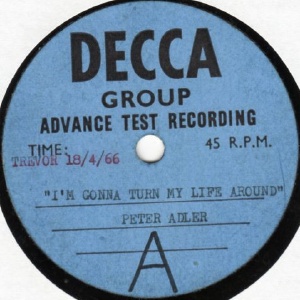 DECCA
GROUP
ADVANCE TEST RECORDING
TIME: 45 R.P.M.
TREVOR 18/4/66
"I'M GONNA TURN MY LIFE AROUND"
PETER ADLER
A